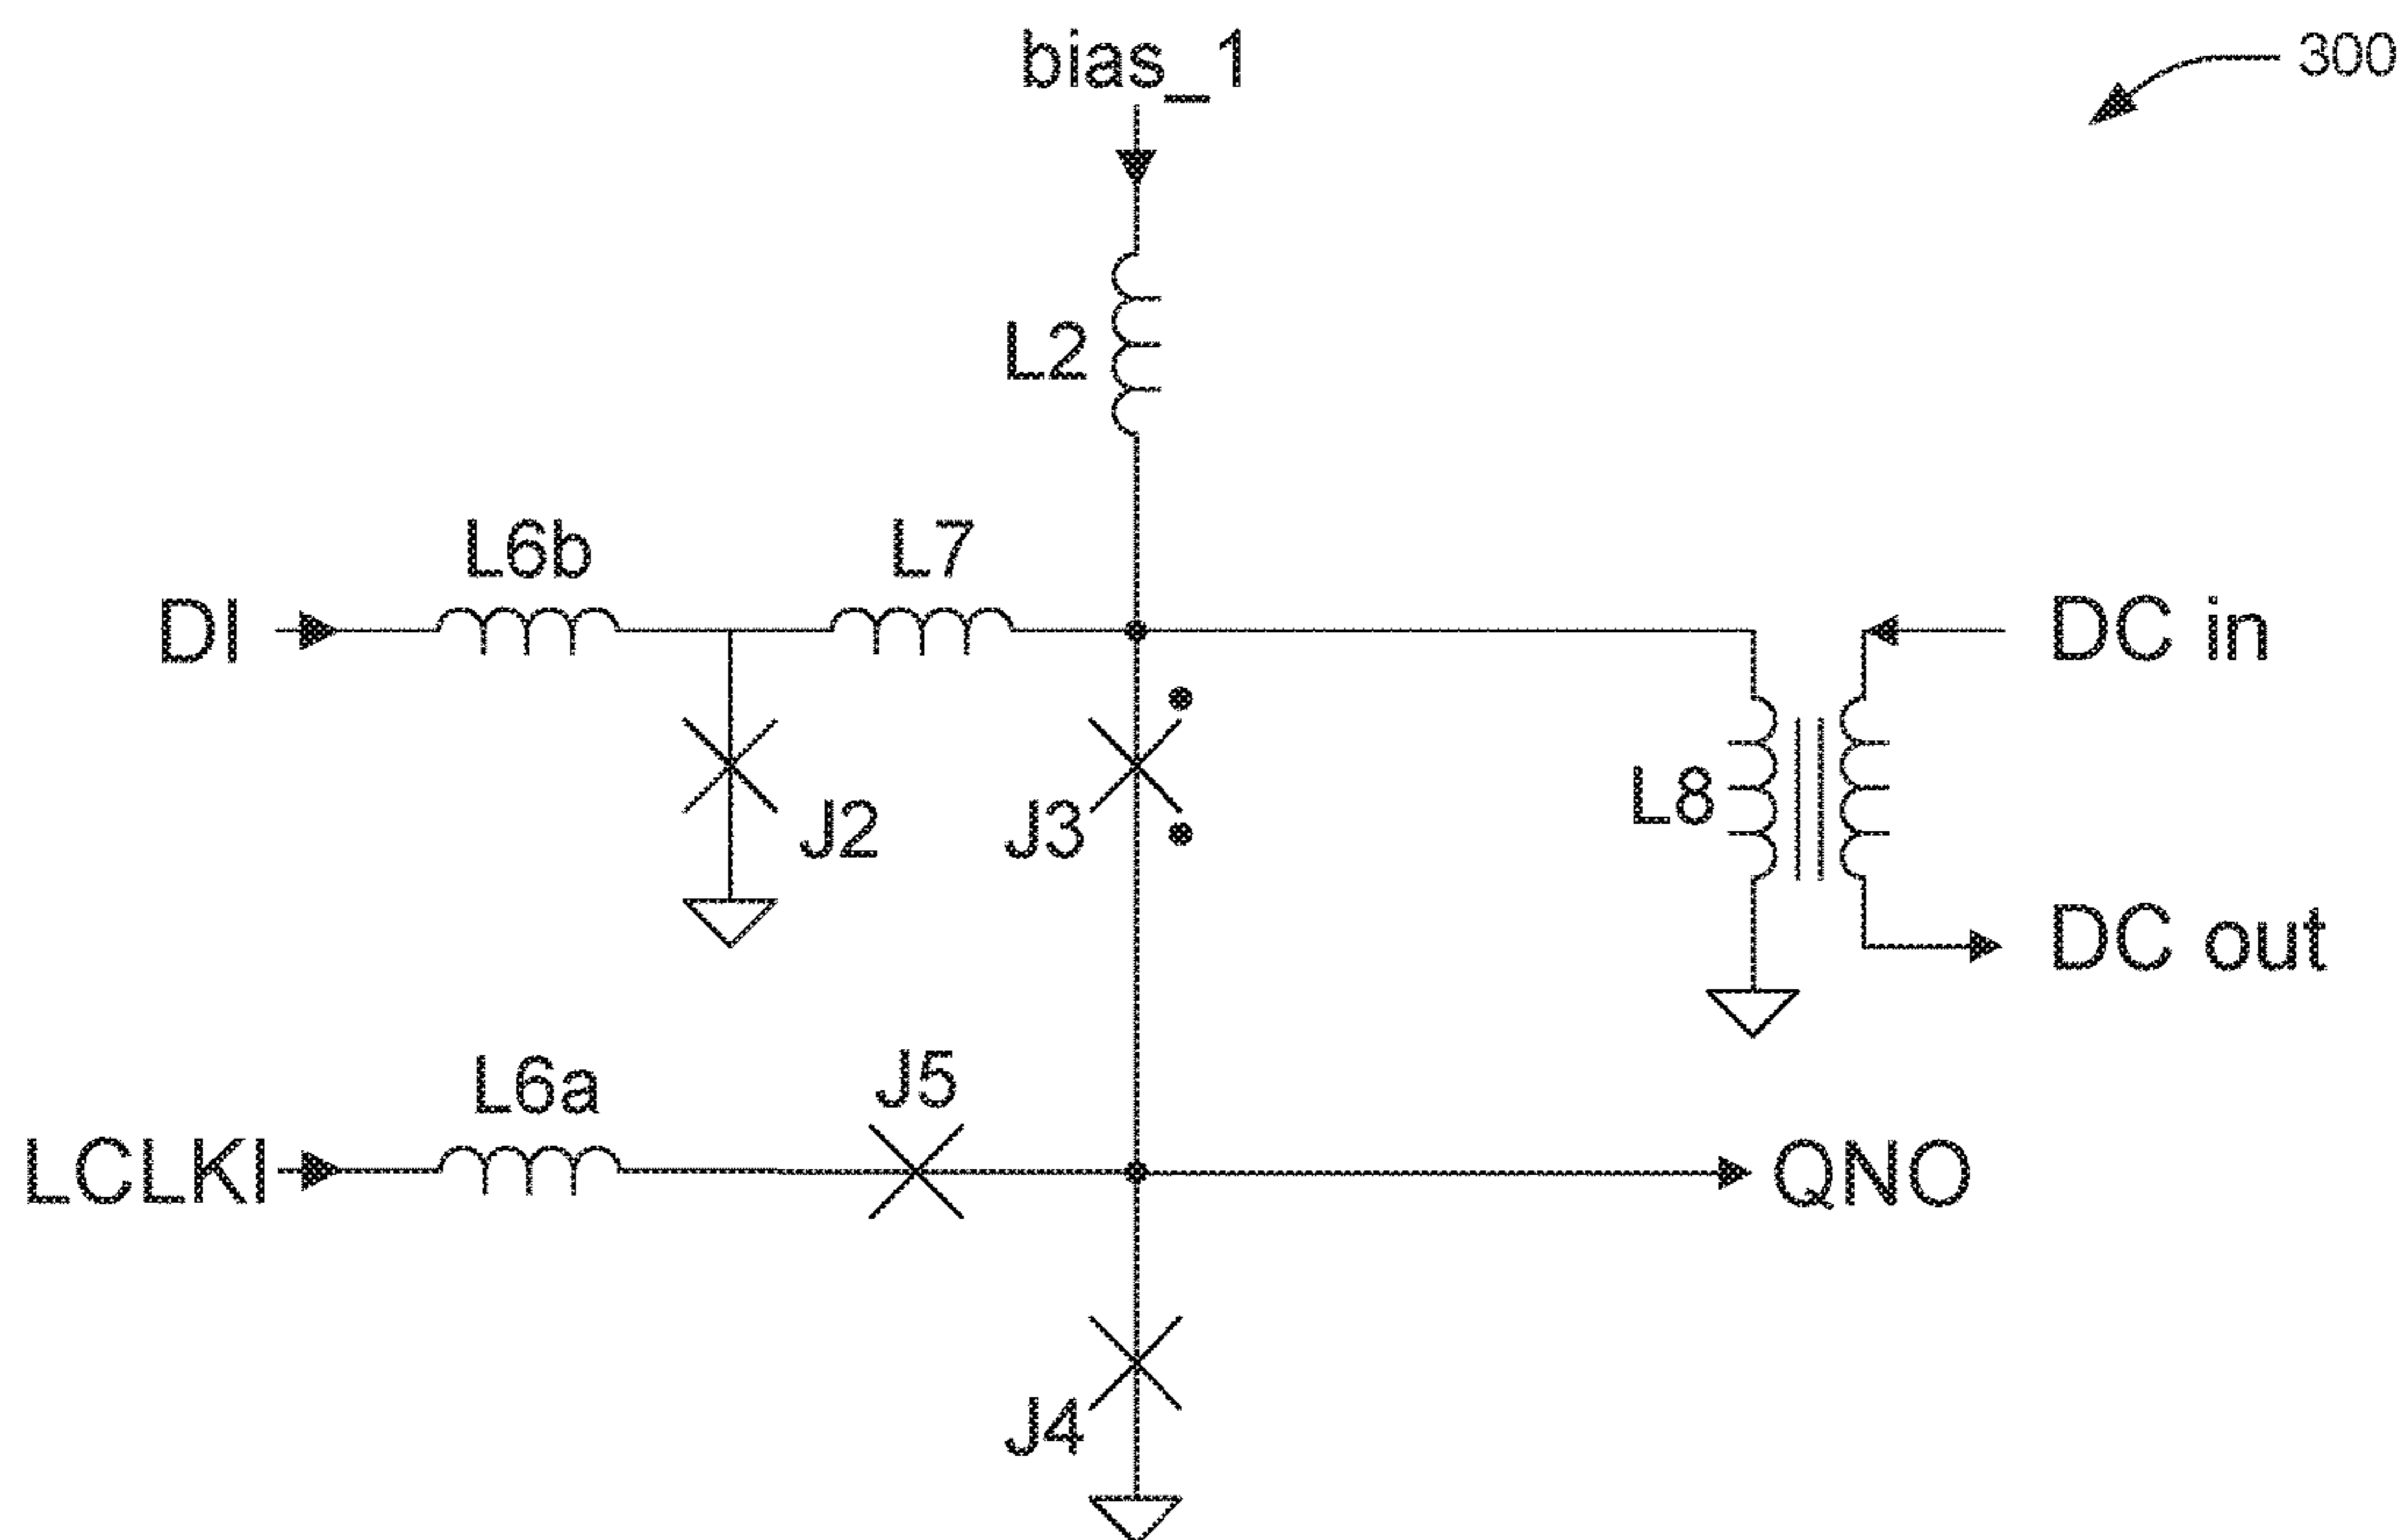 bias_1
300
L2
L6b
L7
DI
DC in
J2
J3
L8
DC out
L6a
J5
LCLKI
QNO
J4